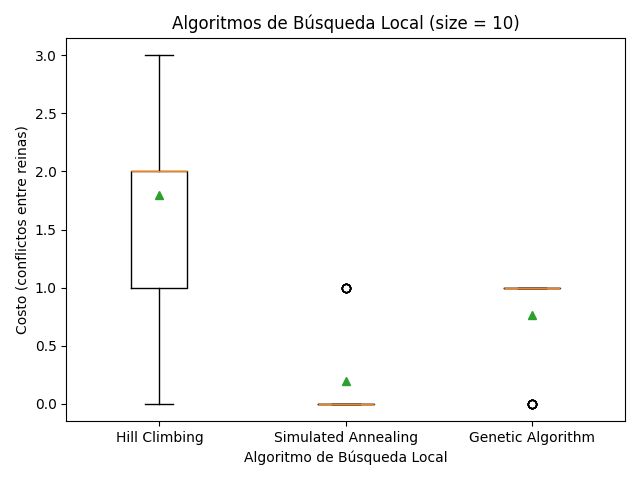 Algoritmos de Búsqueda Local (size = 10)
Costo (conflictos entre reinas)
3.0
2.5
2.0
1.5
1.0
0.5
0.0
Hill Climbing
Simulated Annealing
Genetic Algorithm
Algoritmo de Búsqueda Local